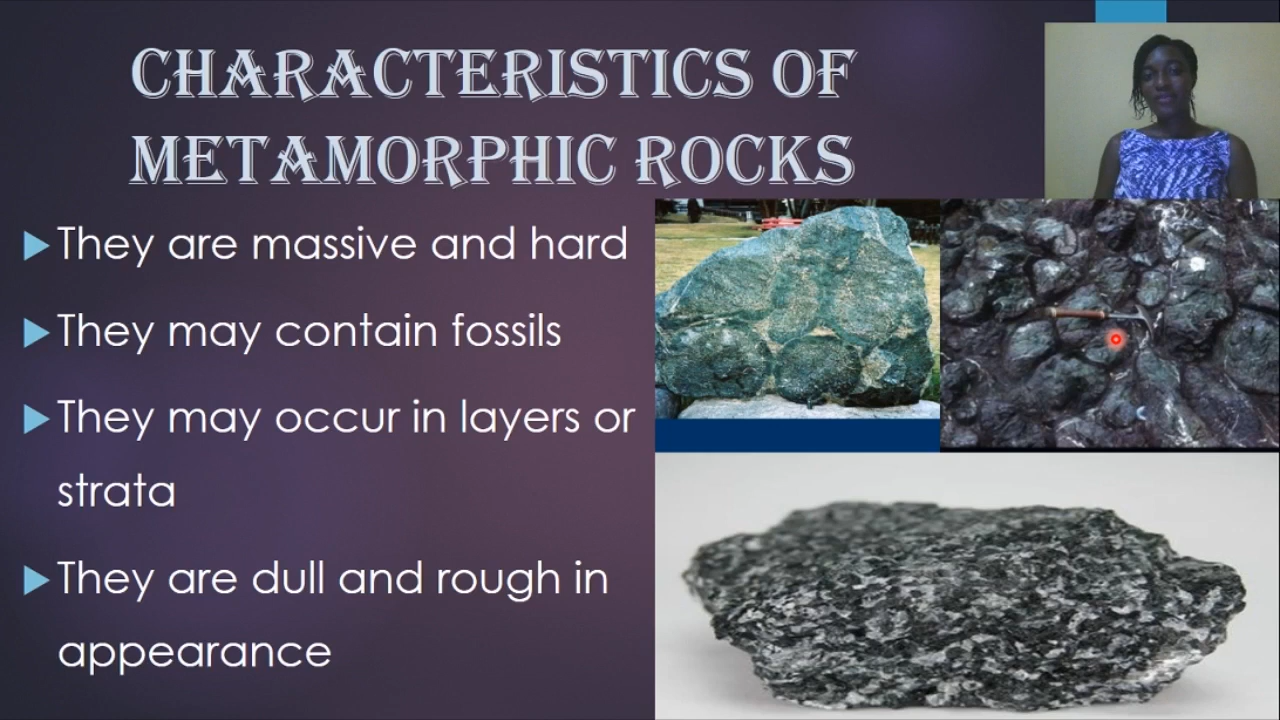 CHARACTERISTICS OF
METAMORPHIC ROCKS
They are massive and hard
They may contain fossils
They may occur in layers or
strata
They are dull and rough in
appearance